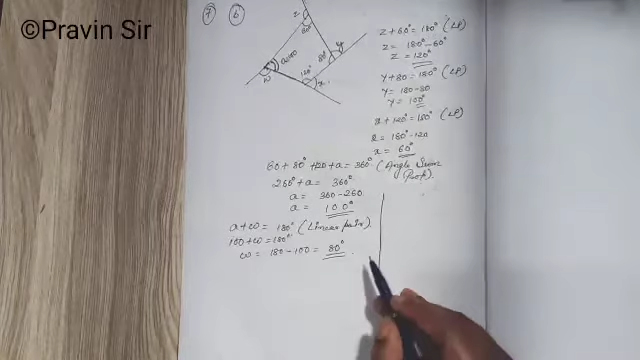 ©Pravin Sir
7 b
z
60°
a=100
w
120°
x
80°
y
z+60° = 180° (LP)
z = 180°-60°
z = 120°
y+80 = 180° (LP)
y = 180-80
y = 100°
x+120° = 180° (LP)
x = 180°-120
x = 60°
60+80°+120+a = 360° (Angle Sum
Prop).
260°+a = 360°
a = 360-260
a = 100°
a+w = 180° (Linear pair)
100+w = 180°
w = 180-100 = 80°.